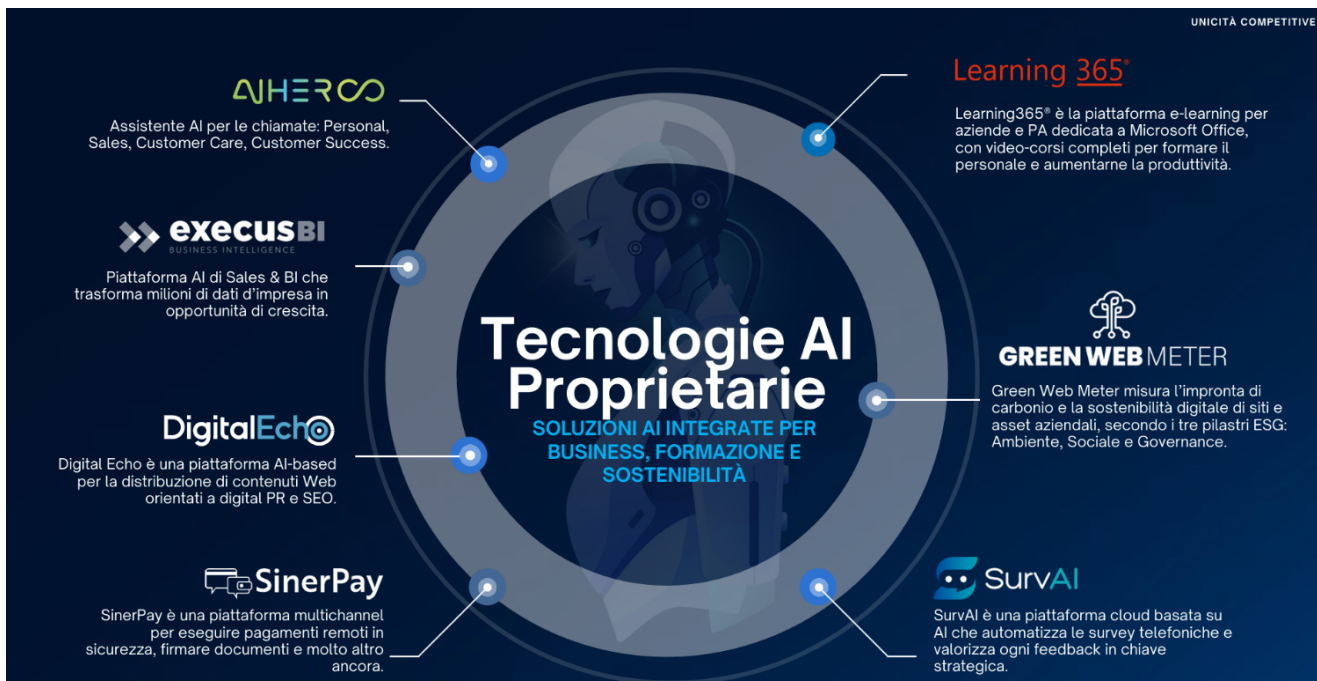 UNICITÀ COMPETITIVE
AIHERCO
Assistente AI per le chiamate: Personal,
Sales, Customer Care, Customer Success.
execusBI
BUSINESS INTELLIGENCE
Piattaforma AI di Sales & BI che
trasforma milioni di dati d'impresa in
opportunità di crescita.
DigitalEcho
Digital Echo è una piattaforma AI-based
per la distribuzione di contenuti Web
orientati a digital PR e SEO.
SinerPay
SinerPay è una piattaforma multichannel
per eseguire pagamenti remoti in
sicurezza, firmare documenti e molto altro
ancora.
Tecnologie AI
Proprietarie
SOLUZIONI AI INTEGRATE PER
BUSINESS, FORMAZIONE E
SOSTENIBILITÀ
Learning 365®
Learning365® è la piattaforma e-learning per
aziende e PA dedicata a Microsoft Office,
con video-corsi completi per formare il
personale e aumentarne la produttività.
GREEN WEB METER
Green Web Meter misura l'impronta di
carbonio e la sostenibilità digitale di siti e
asset aziendali, secondo i tre pilastri ESG:
Ambiente, Sociale e Governance.
SurvAI
SurvAI è una piattaforma cloud basata su
AI che automatizza le survey telefoniche e
valorizza ogni feedback in chiave
strategica.